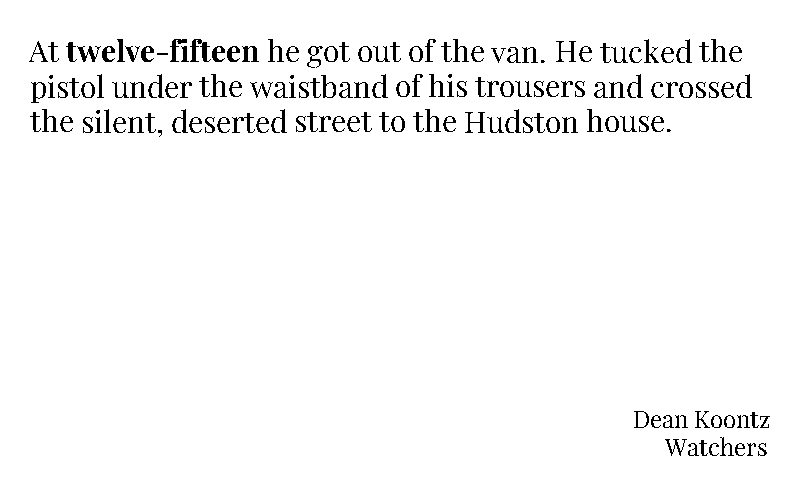 At twelve-fifteen he got out of the van. He tucked the
pistol under the waistband of his trousers and crossed
the silent, deserted street to the Hudston house.
Dean Koontz
Watchers